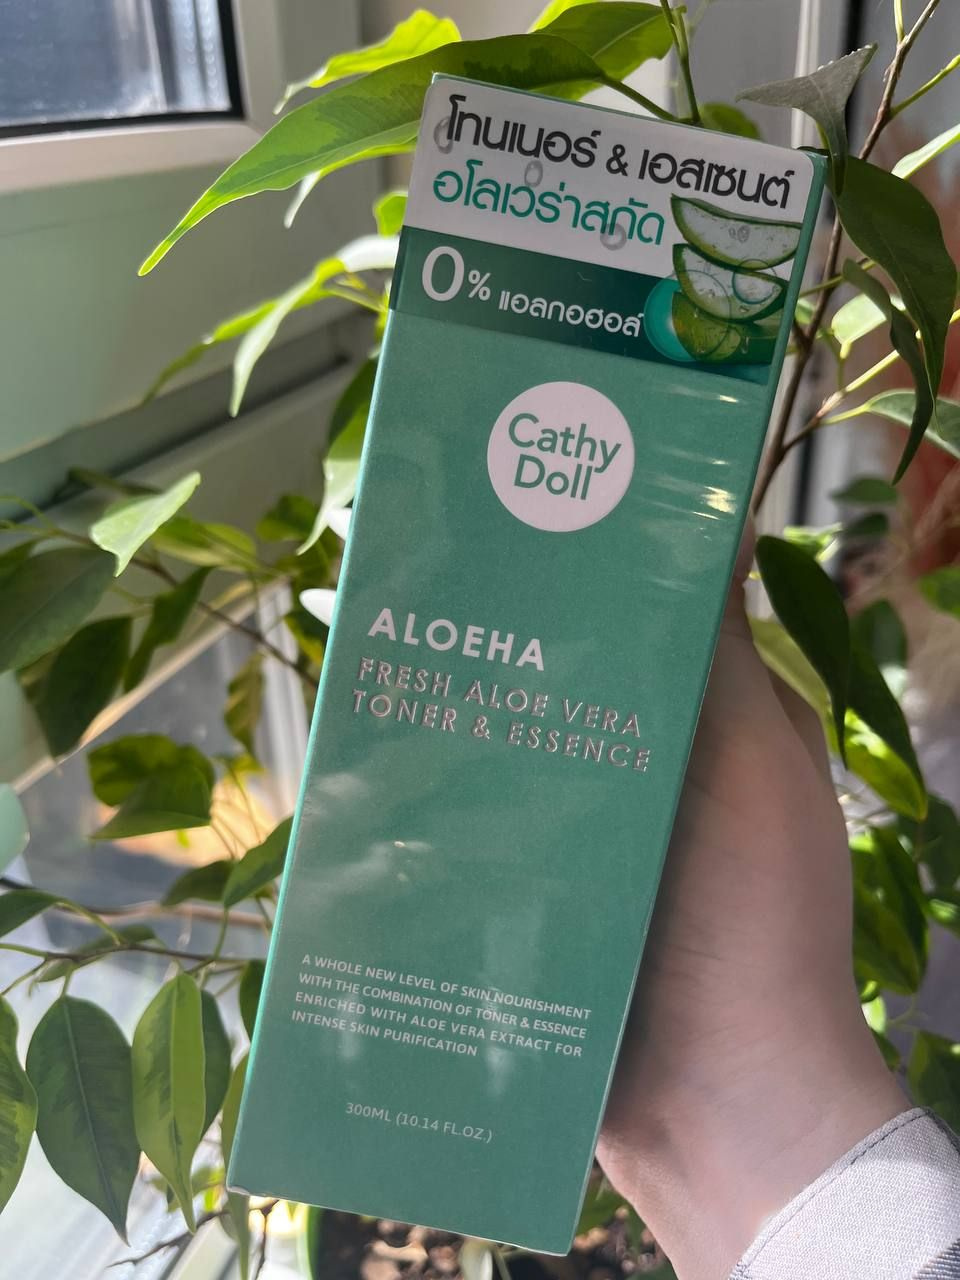 โทนเนอร์ & เอสเซนต์
อโลเวร่าสกัด
0% แอลกอฮอล์
Cathy
Doll
ALOEHA
FRESH ALOE VERA
TONER & ESSENCE
A WHOLE NEW LEVEL OF SKIN NOURISHMENT
WITH THE COMBINATION OF TONER & ESSENCE
ENRICHED WITH ALOE VERA EXTRACT FOR
INTENSE SKIN PURIFICATION
300ML (10.14 FL.OZ.)